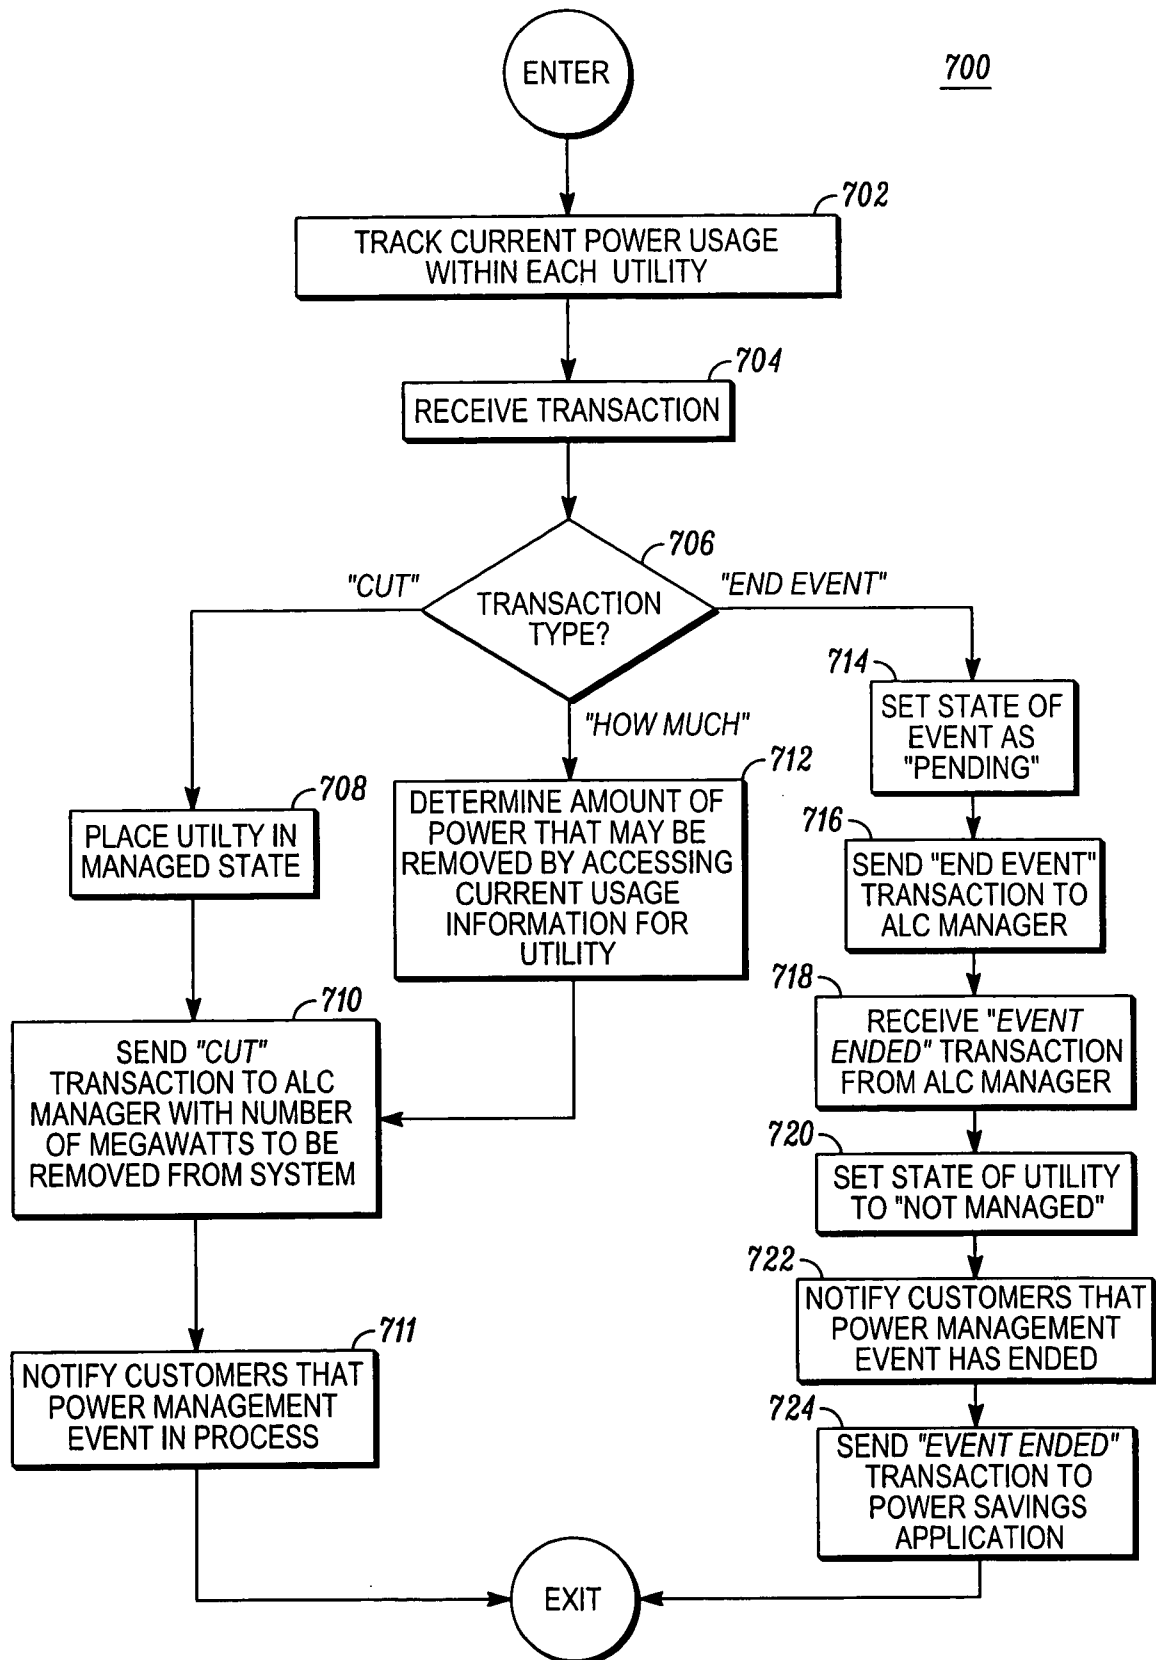 ENTER
700
702
TRACK CURRENT POWER USAGE
WITHIN EACH UTILITY
704
RECEIVE TRANSACTION
706
"CUT"
"END EVENT"
TRANSACTION
TYPE?
"HOW MUCH"
708
PLACE UTILTY IN
MANAGED STATE
712
DETERMINE AMOUNT OF
POWER THAT MAY BE
REMOVED BY ACCESSING
CURRENT USAGE
INFORMATION FOR
UTILITY
710
SEND "CUT"
TRANSACTION TO ALC
MANAGER WITH NUMBER
OF MEGAWATTS TO BE
REMOVED FROM SYSTEM
711
NOTIFY CUSTOMERS THAT
POWER MANAGEMENT
EVENT IN PROCESS
714
SET STATE OF
EVENT AS
"PENDING"
716
SEND "END EVENT"
TRANSACTION TO
ALC MANAGER
718
RECEIVE "EVENT
ENDED" TRANSACTION
FROM ALC MANAGER
720
SET STATE OF UTILITY
TO "NOT MANAGED"
722
NOTIFY CUSTOMERS THAT
POWER MANAGEMENT
EVENT HAS ENDED
724
SEND "EVENT ENDED"
TRANSACTION TO
POWER SAVINGS
APPLICATION
EXIT